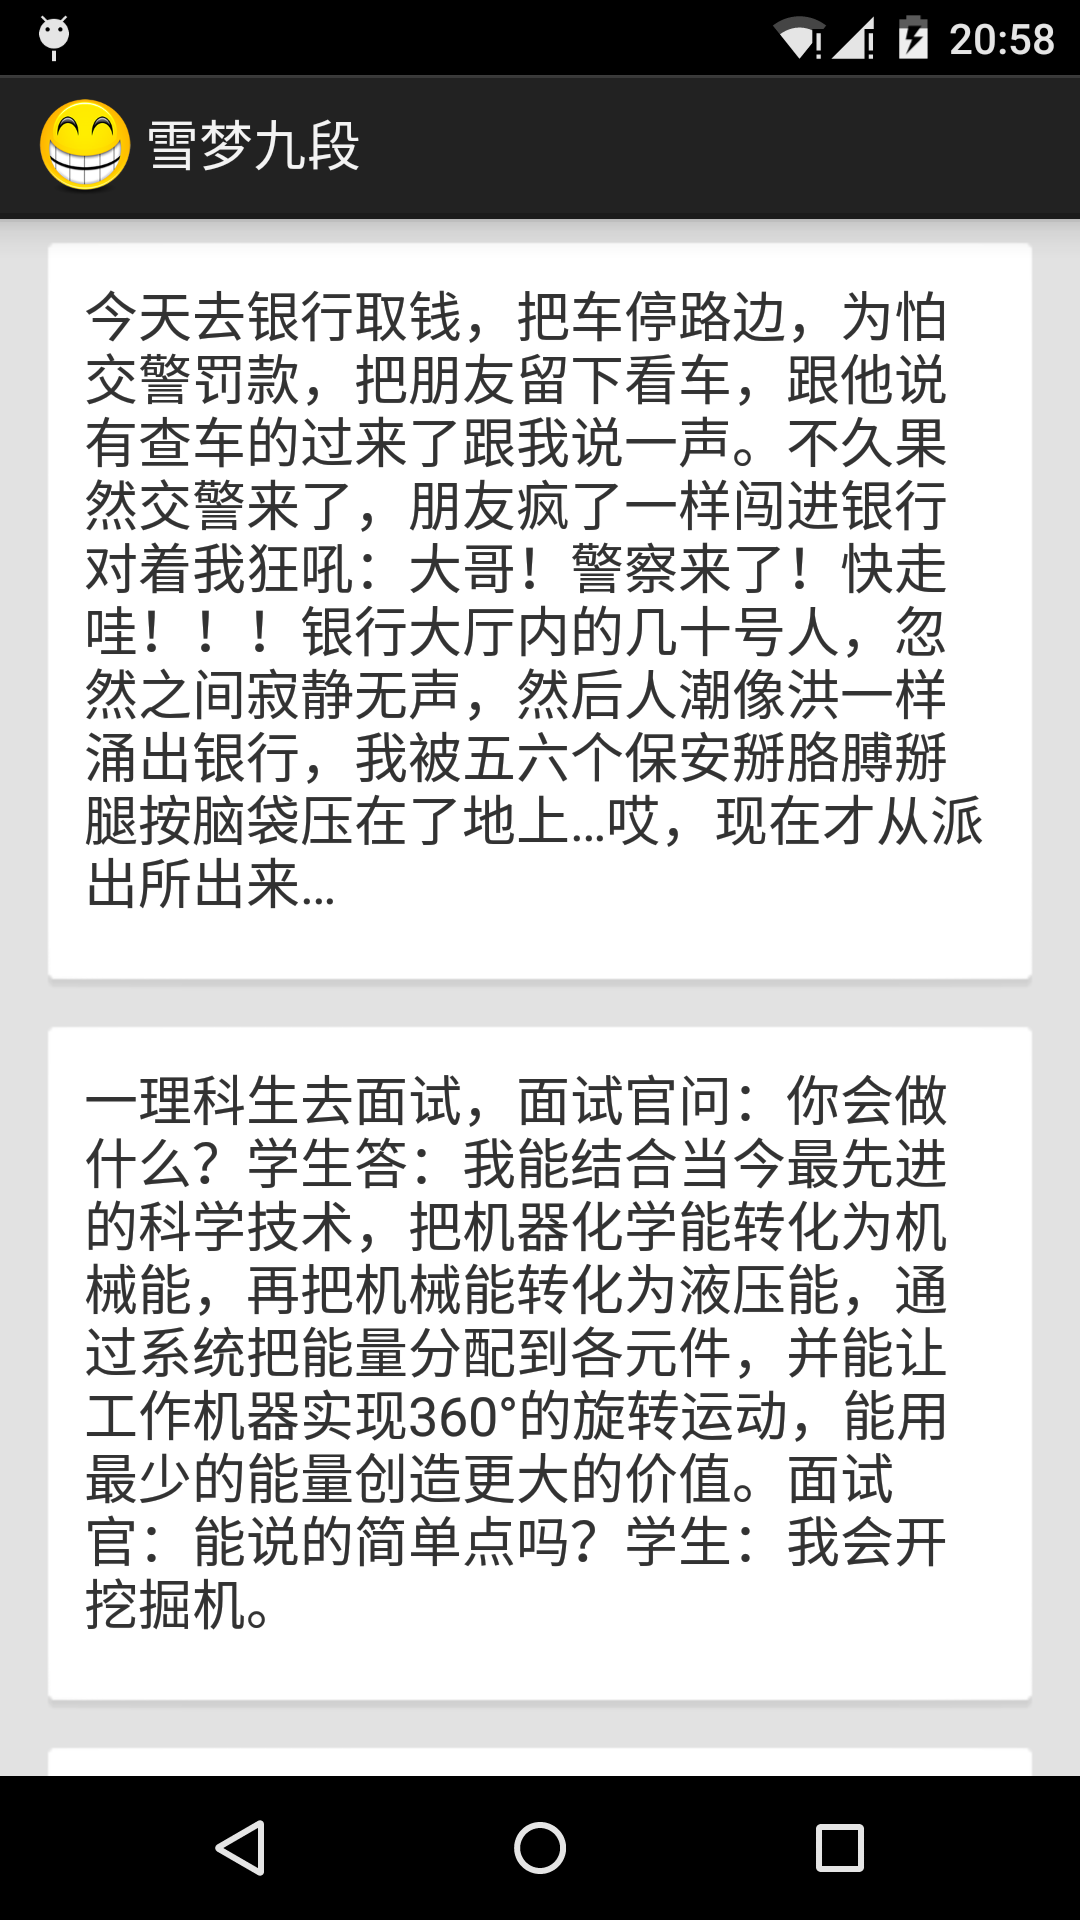 20:58
雪梦九段
今天去银行取钱，把车停路边，为怕
交警罚款，把朋友留下看车，跟他说
有查车的过来了跟我说一声。不久果
然交警来了，朋友疯了一样闯进银行
对着我狂吼：大哥！警察来了！快走
哇！！！银行大厅内的几十号人，忽
然之间寂静无声，然后人潮像洪一样
涌出银行，我被五六个保安掰胳膊掰
腿按脑袋压在了地上...哎，现在才从派
出所出来...
一理科生去面试，面试官问：你会做
什么？学生答：我能结合当今最先进
的科学技术，把机器化学能转化为机
械能，再把机械能转化为液压能，通
过系统把能量分配到各元件，并能让
工作机器实现360°的旋转运动，能用
最少的能量创造更大的价值。面试
官：能说的简单点吗？学生：我会开
挖掘机。